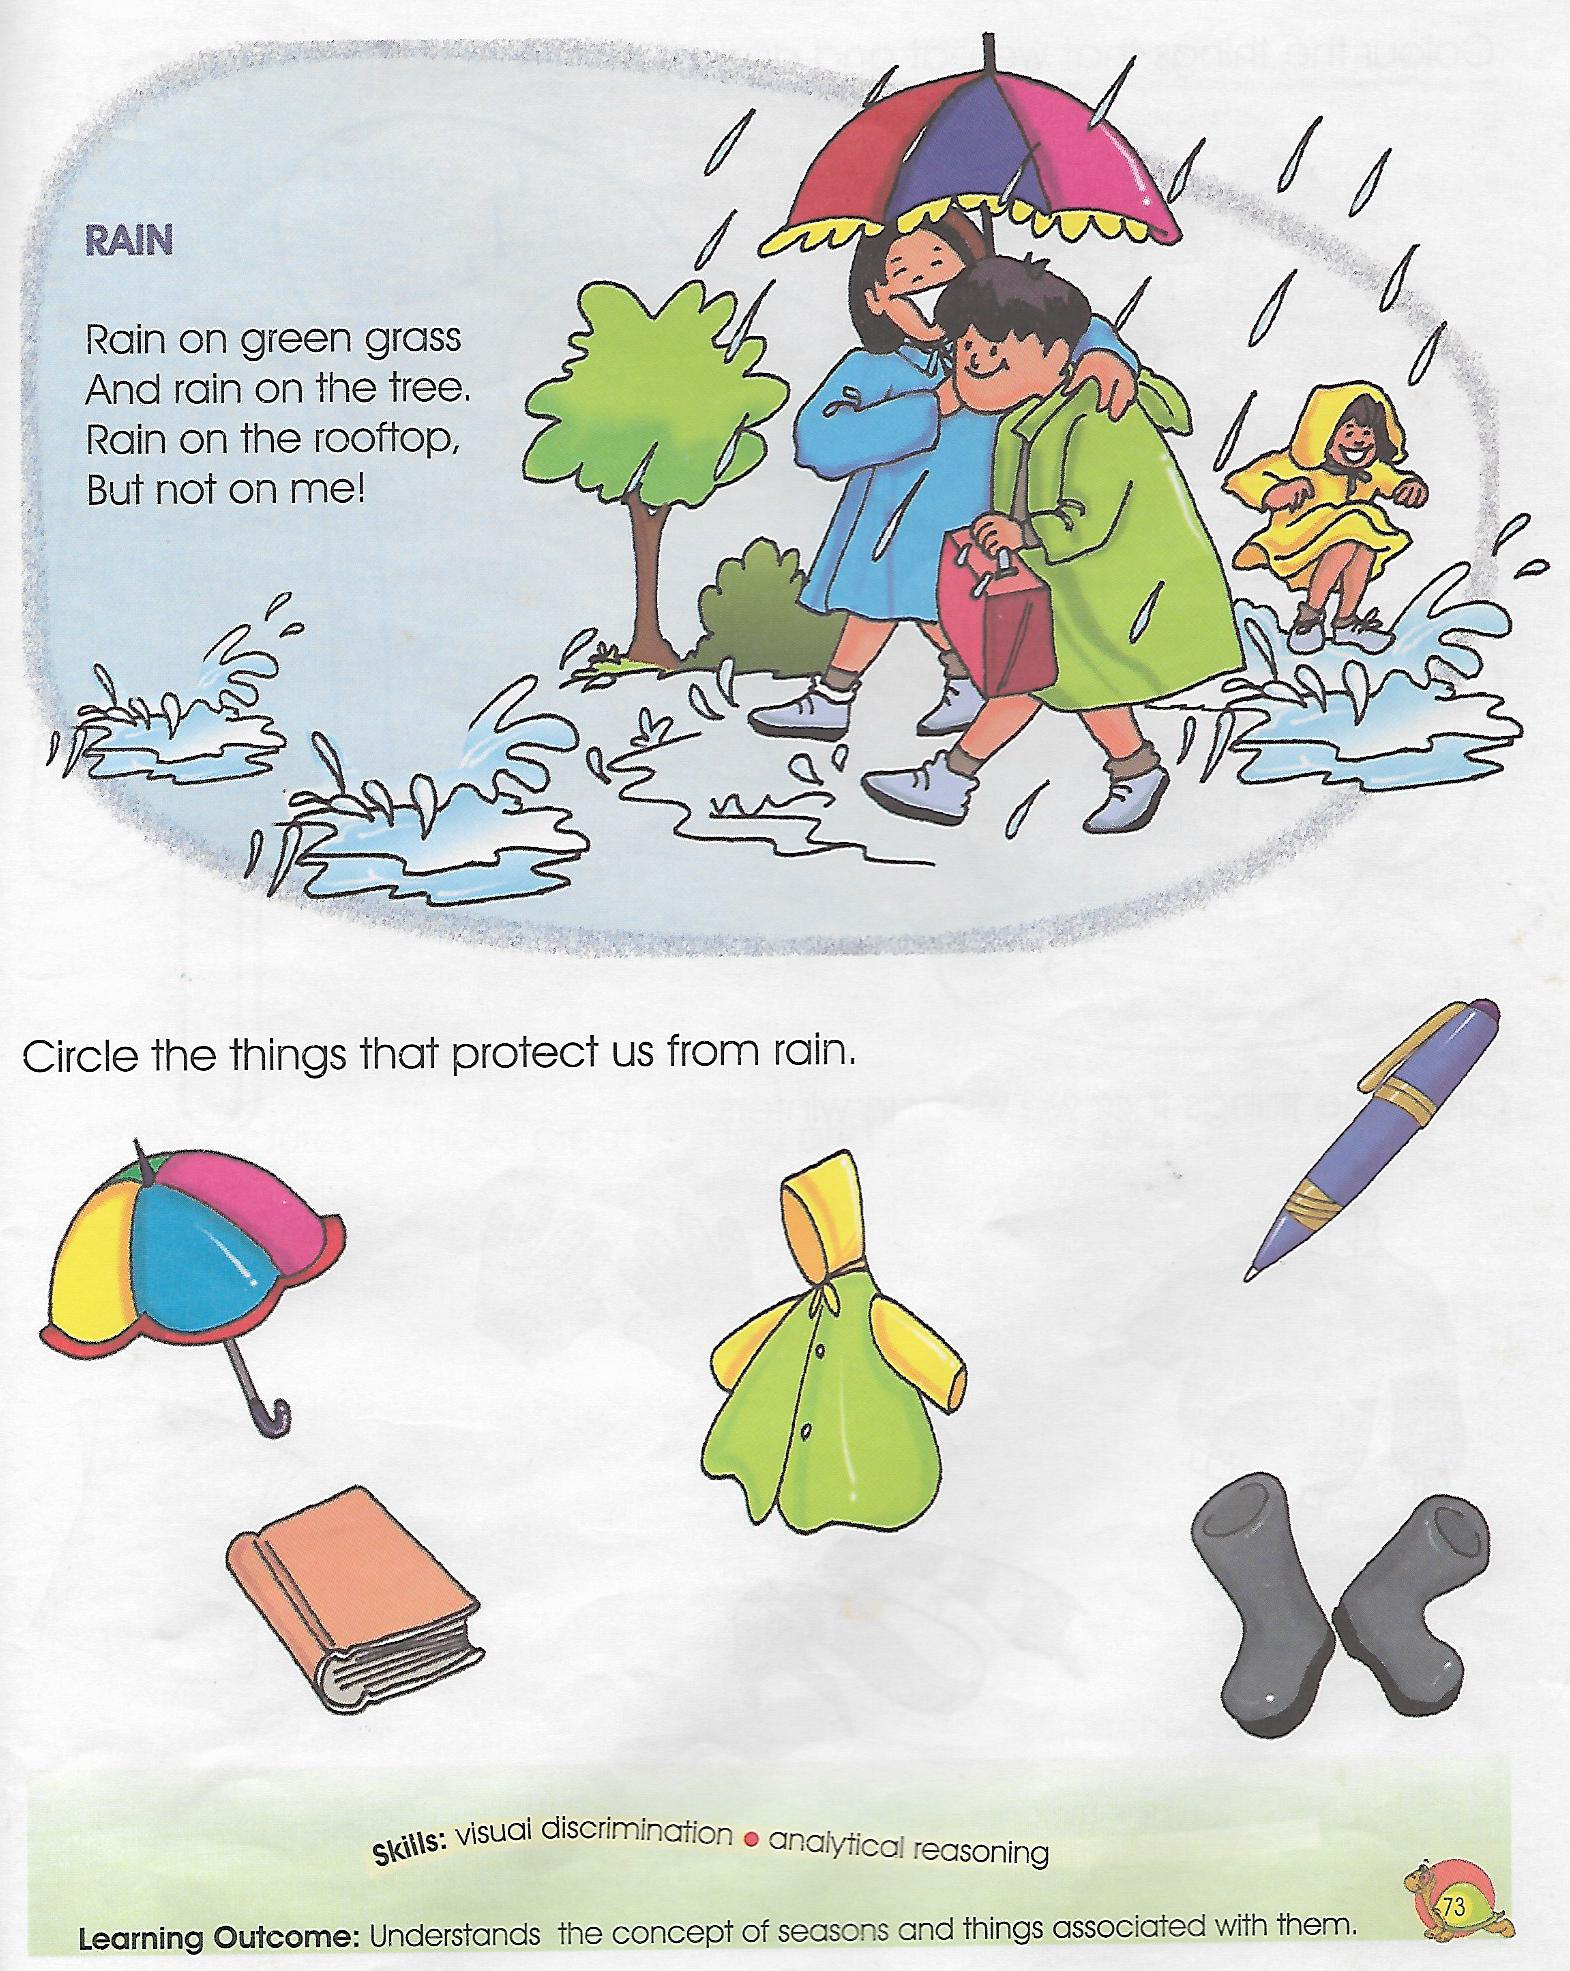 RAIN
Rain on green grass
And rain on the tree.
Rain on the rooftop,
But not on me!
Circle the things that protect us from rain.
Skills: visual discrimination • analytical reasoning
Learning Outcome: Understands the concept of seasons and things associated with them.
73